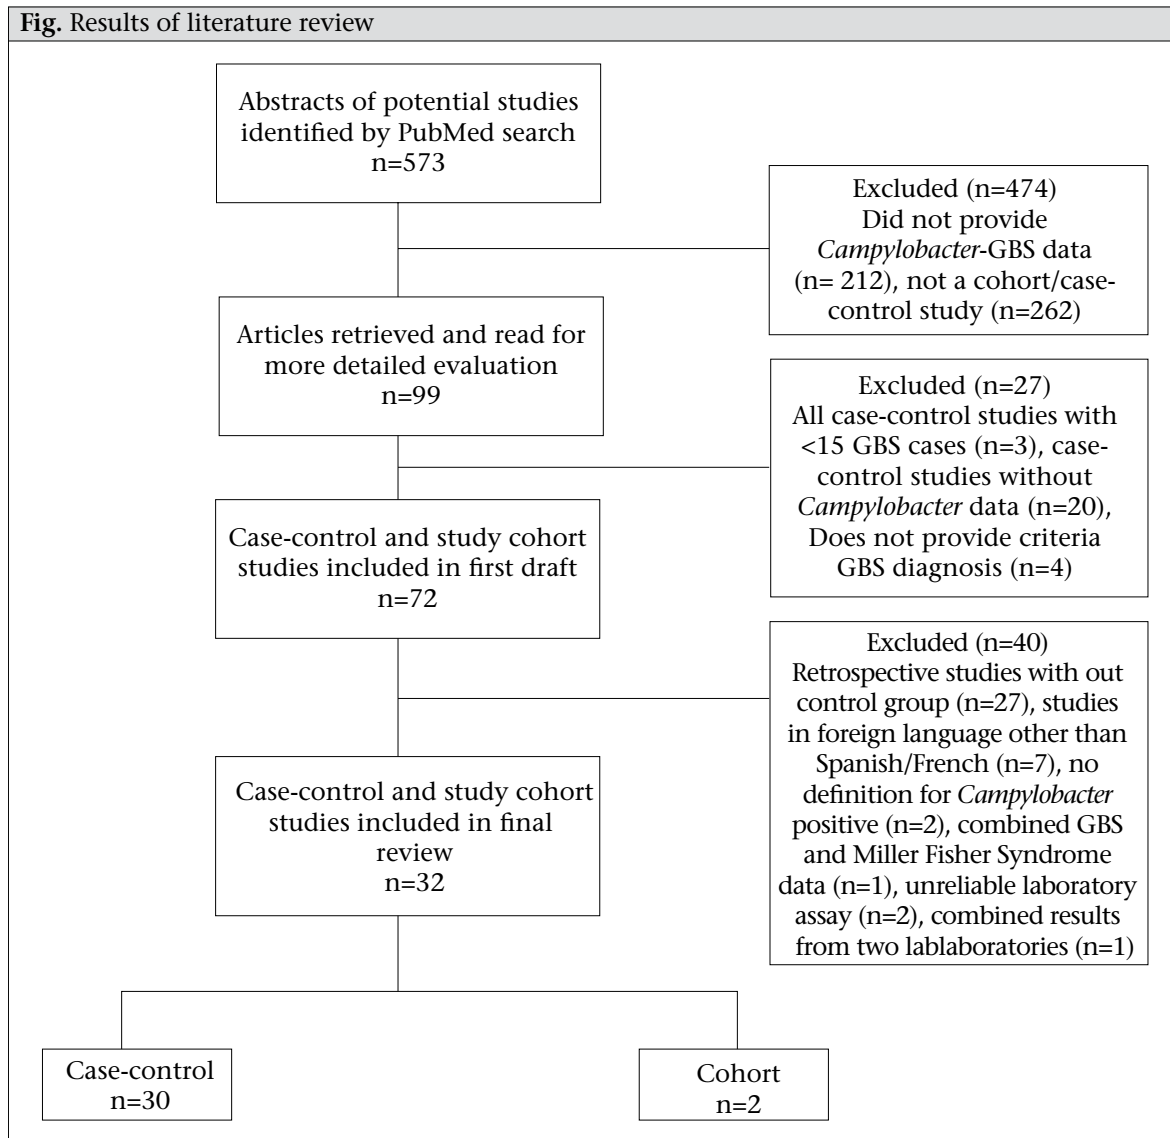 Fig. Results of literature review
Abstracts of potential studies
identified by PubMed search
n=573
Excluded (n=474)
Did not provide
Campylobacter-GBS data
(n= 212), not a cohort/case-
control study (n=262)
Articles retrieved and read for
more detailed evaluation
n=99
Excluded (n=27)
All case-control studies with
<15 GBS cases (n=3), case-
control studies without
Campylobacter data (n=20),
Does not provide criteria
GBS diagnosis (n=4)
Case-control and study cohort
studies included in first draft
n=72
Excluded (n=40)
Retrospective studies with out
control group (n=27), studies
in foreign language other than
Spanish/French (n=7), no
definition for Campylobacter
positive (n=2), combined GBS
and Miller Fisher Syndrome
data (n=1), unreliable laboratory
assay (n=2), combined results
from two lablaboratories (n=1)
Case-control and study cohort
studies included in final
review
n=32
Case-control
n=30
Cohort
n=2